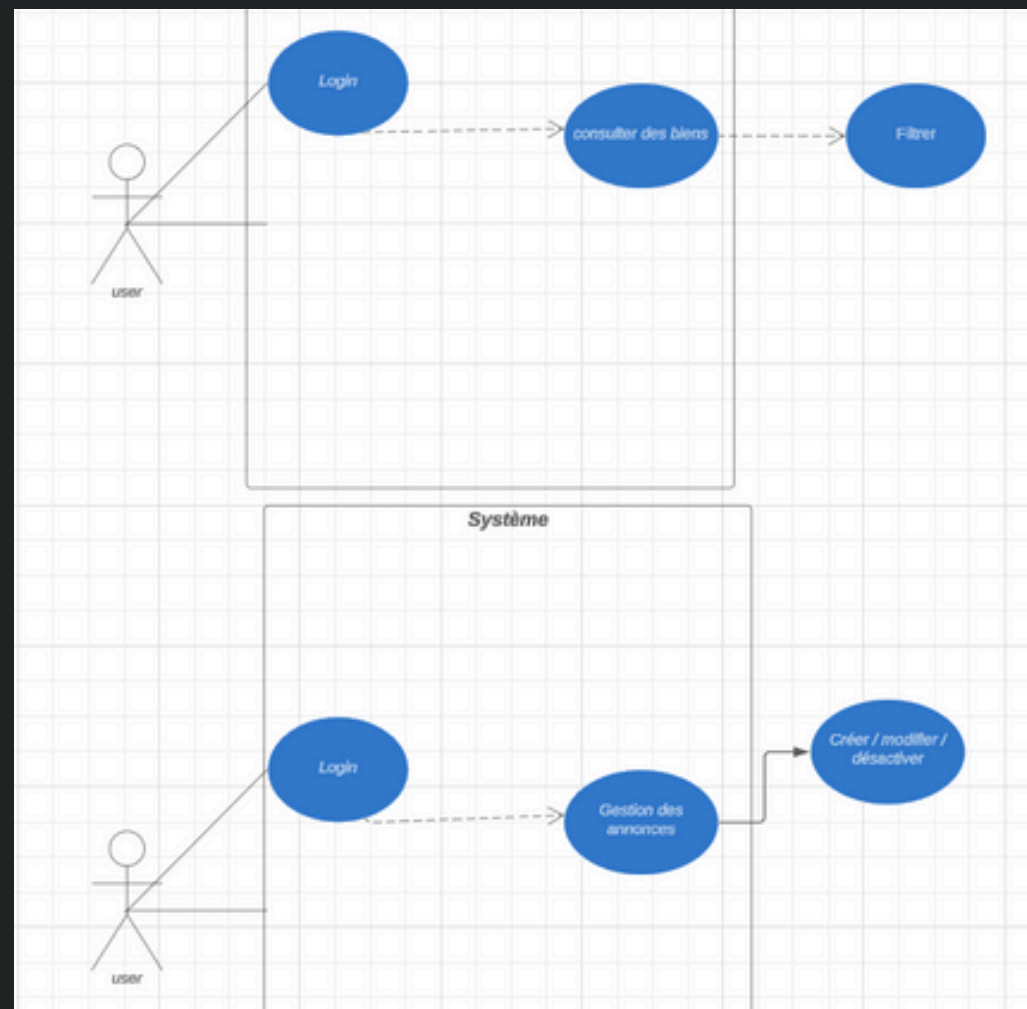 Login
consulter des biens
Filtrer
user
Système
Login
Créer / modifier /
désactiver
Gestion des
annonces
user